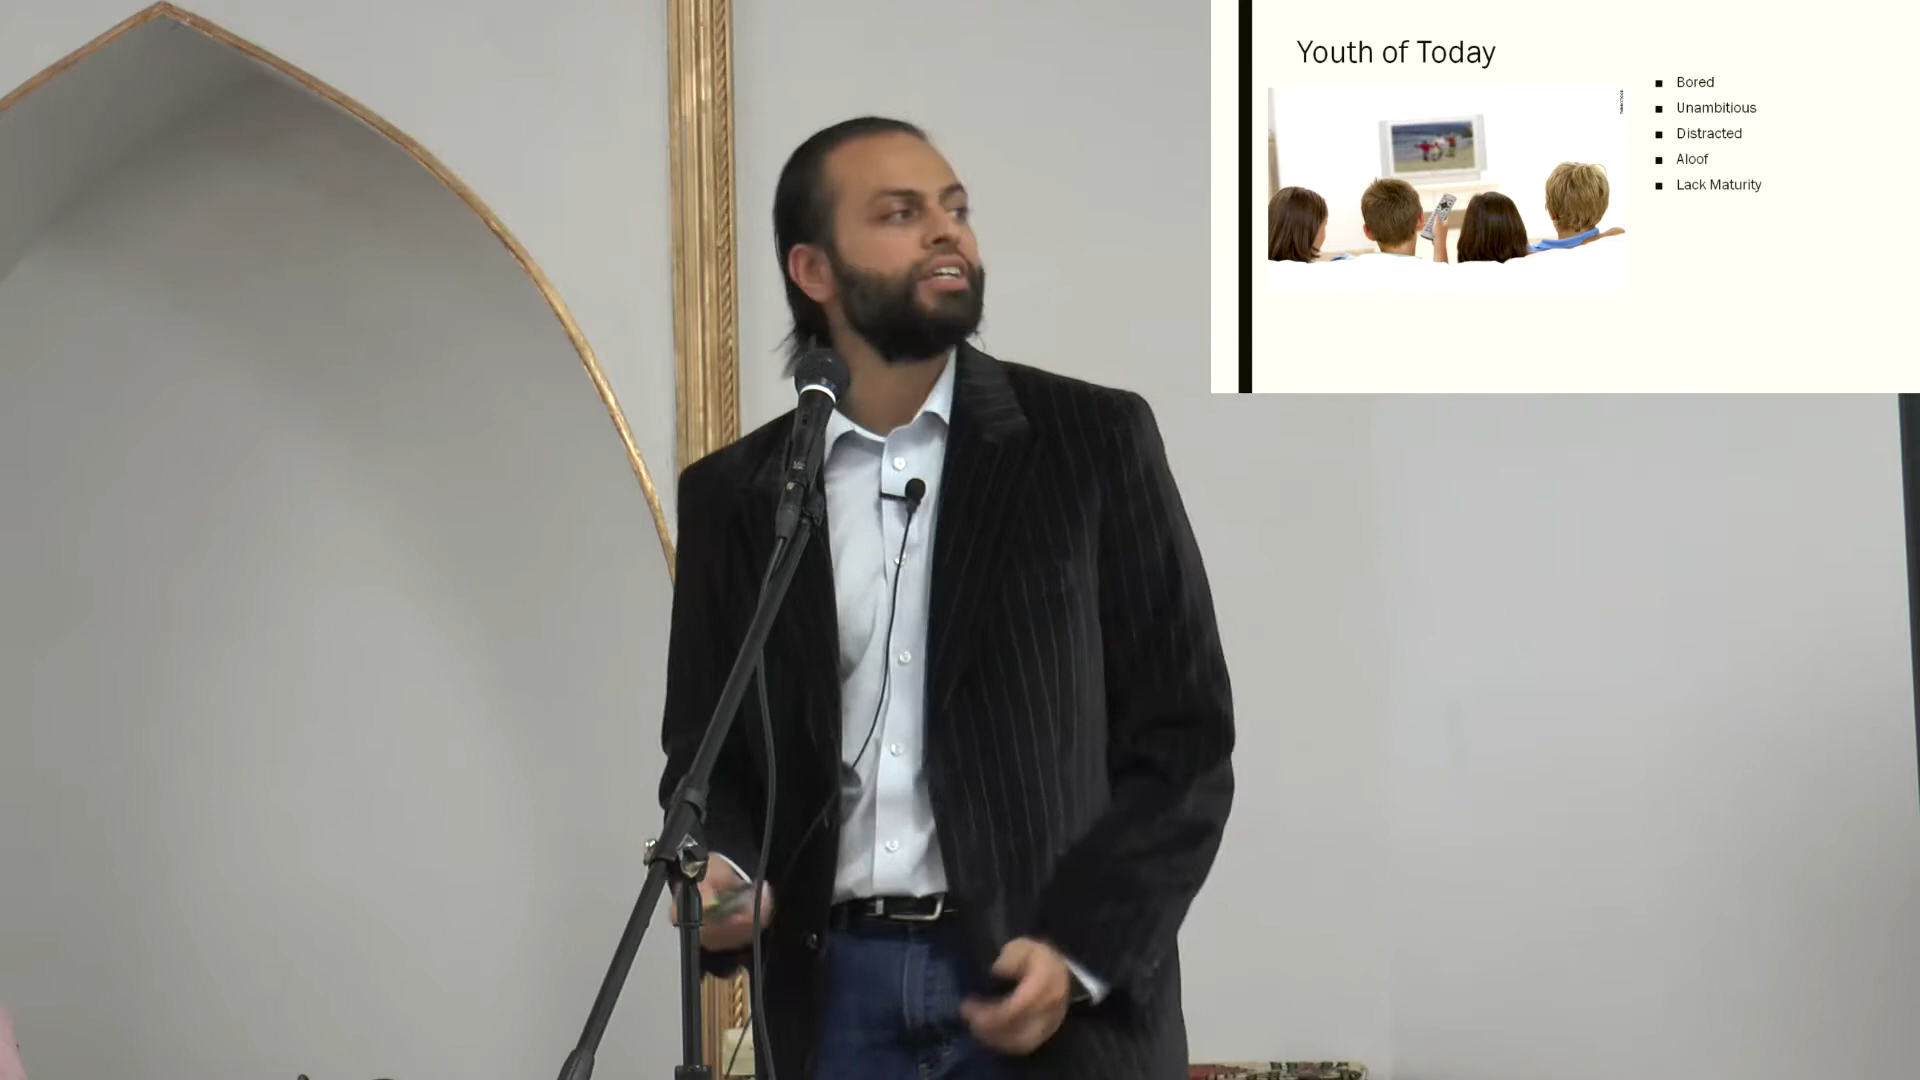 Youth of Today
Bored
Unambitious
Distracted
Aloof
Lack Maturity